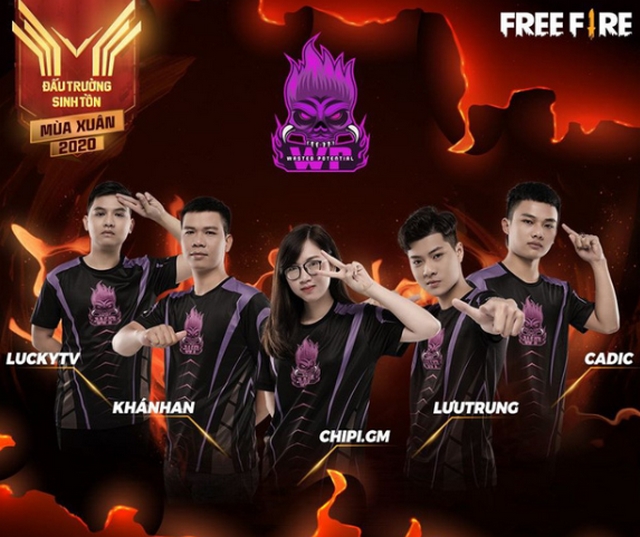 ĐẤU TRƯỜNG
SINH TỒN
MÙA XUÂN
2020
FREE FIRE
WP
WASTED POTENTIAL
LUCKYTV
KHÁNHAN
CHIPI.GM
LƯUTRUNG
CADIC